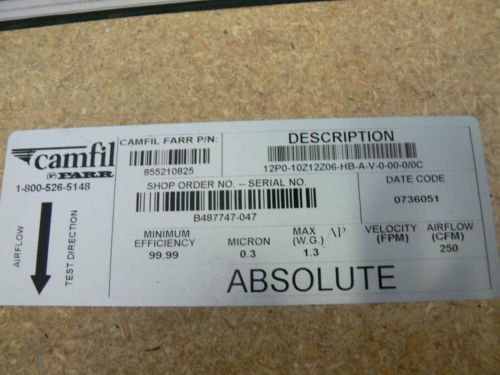 camfil
FARR
1-800-526-5148
AIRFLOW
TEST DIRECTION
CAMFIL FARR P/N:
855210825
DESCRIPTION
12P0-10Z12Z06-HB-A-V-0-00-0/0C
SHOP ORDER NO. – SERIAL NO.
B487747-047
DATE CODE
0736051
MINIMUM EFFICIENCY
99.99
MICRON
0.3
MAX ΔP (W.G.)
1.3
VELOCITY (FPM)
AIRFLOW (CFM)
250
ABSOLUTE